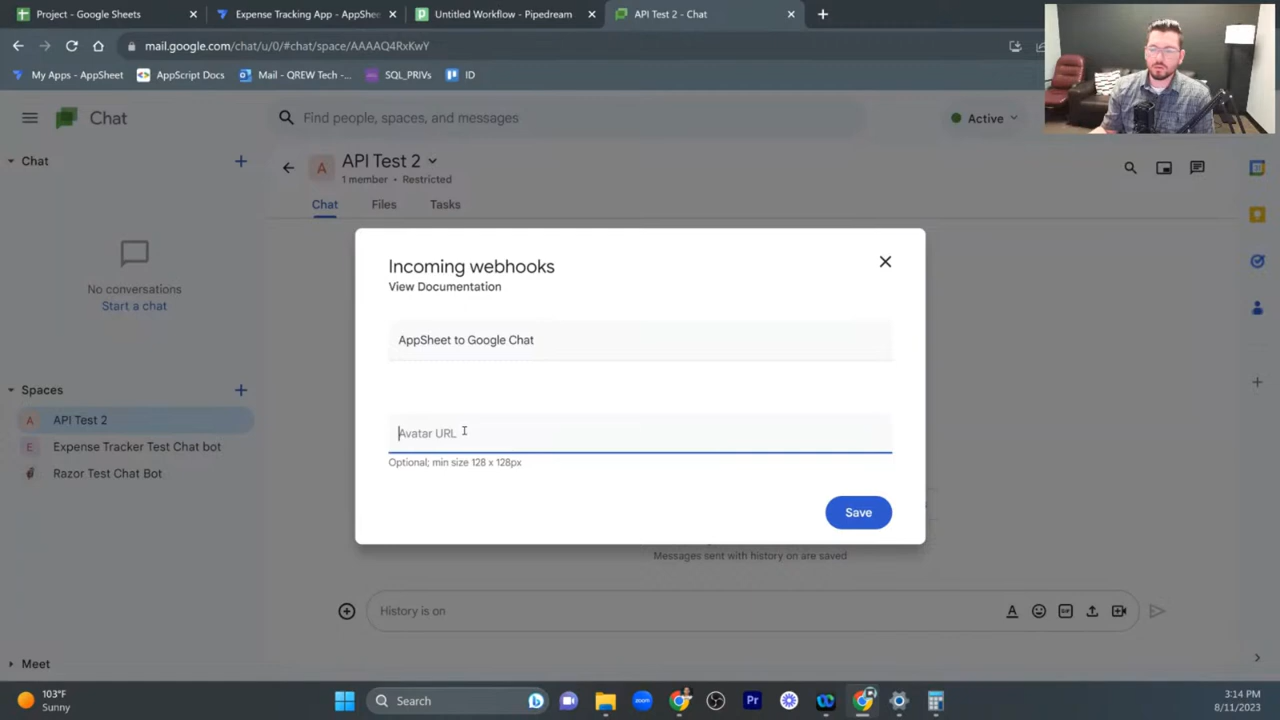 Project - Google Sheets
Expense Tracking App - AppShe
Untitled Workflow - Pipedream
API Test 2 - Chat
mail.google.com/chat/u/0/#chat/space/AAAAQ4RxKwY
My Apps - AppSheet
AppScript Docs
Mail - QREW Tech -...
SQL_PRIVs
ID
Chat
Find people, spaces, and messages
Active
Chat
API Test 2
1 member • Restricted
Chat
Files
Tasks
No conversations
Start a chat
Incoming webhooks
View Documentation
AppSheet to Google Chat
Avatar URL
Optional; min size 128 x 128px
Save
Spaces
A API Test 2
E Expense Tracker Test Chat bot
Razor Test Chat Bot
Messages sent with history on are saved
History is on
GIF
Meet
103°F
Sunny
Search
zoom
Pr
3:14 PM
8/11/2023